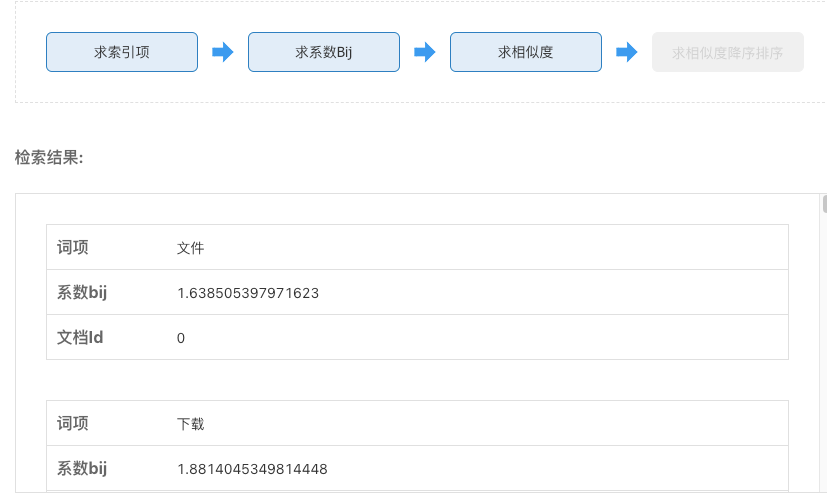 求索引项 求系数Bij 求相似度 求相似度降序排序
检索结果:
词项 文件
系数bij 1.638505397971623
文档Id 0
词项 下载
系数bij 1.8814045349814448